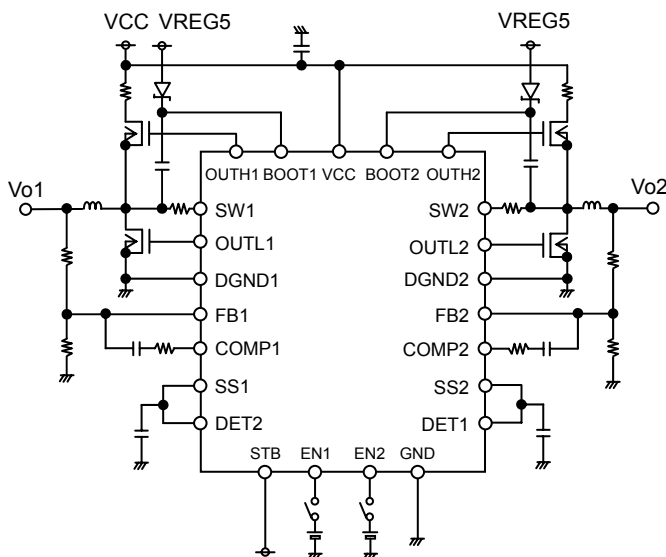 VCC VREG5 VREG5
OUTH1 BOOT1 VCC BOOT2 OUTH2
Vo1 Vo2
SW1 SW2
OUTL1 OUTL2
DGND1 DGND2
FB1 FB2
COMP1 COMP2
SS1 SS2
DET2 DET1
STB EN1 EN2 GND